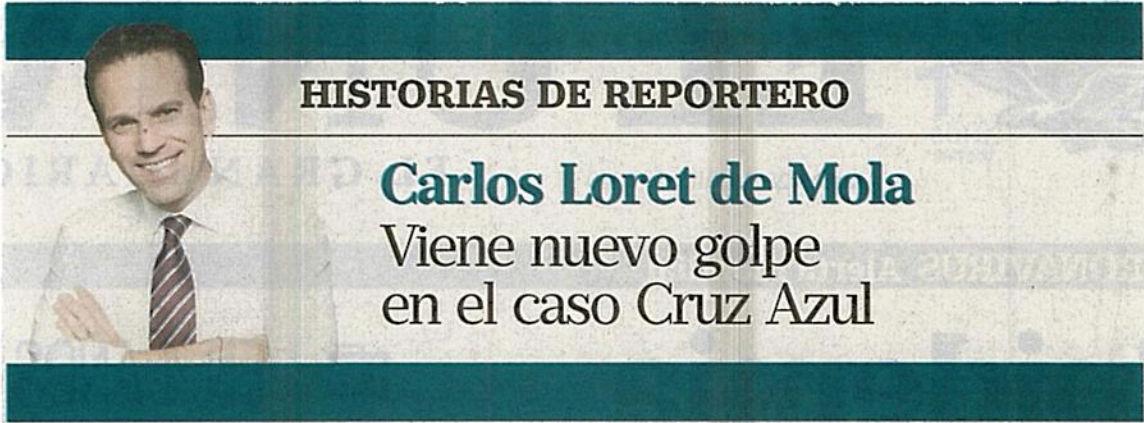 HISTORIAS DE REPORTERO
Carlos Loret de Mola
Viene nuevo golpe
en el caso Cruz Azul